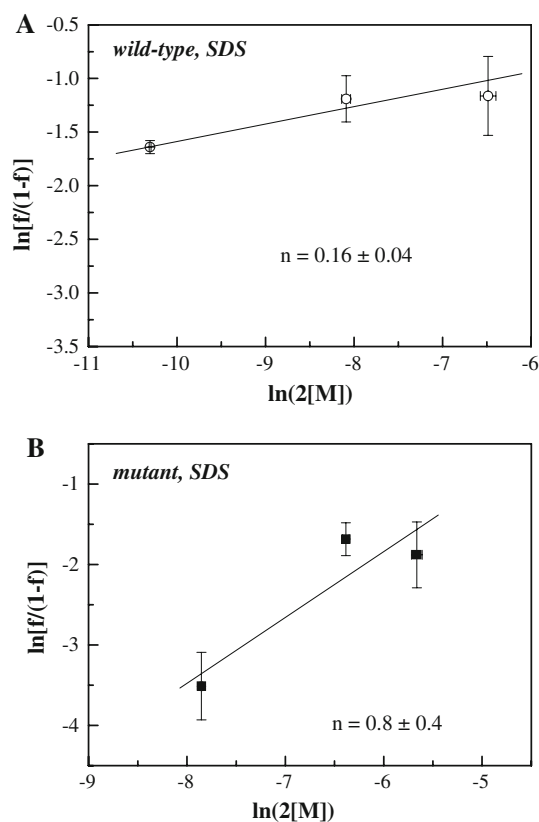 A
wild-type, SDS
-0.5
-1.0
-1.5
-2.0
-2.5
-3.0
-3.5
ln[f/(1-f)]
n = 0.16 ± 0.04
-11 -10 -9 -8 -7 -6
ln(2[M])
B
mutant, SDS
-1
-2
-3
-4
ln[f/(1-f)]
n = 0.8 ± 0.4
-9 -8 -7 -6 -5
ln(2[M])